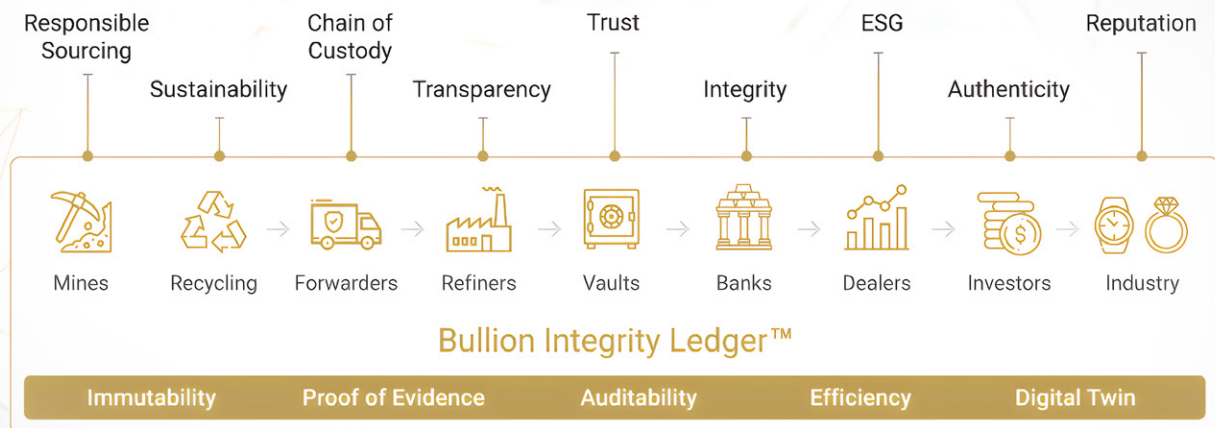 Responsible
Sourcing
Chain of
Custody
Trust
ESG
Reputation
Sustainability
Transparency
Integrity
Authenticity
$
Mines
Recycling
Forwarders
Refiners
Vaults
Banks
Dealers
Investors
Industry
Bullion Integrity Ledger™
Immutability
Proof of Evidence
Auditability
Efficiency
Digital Twin